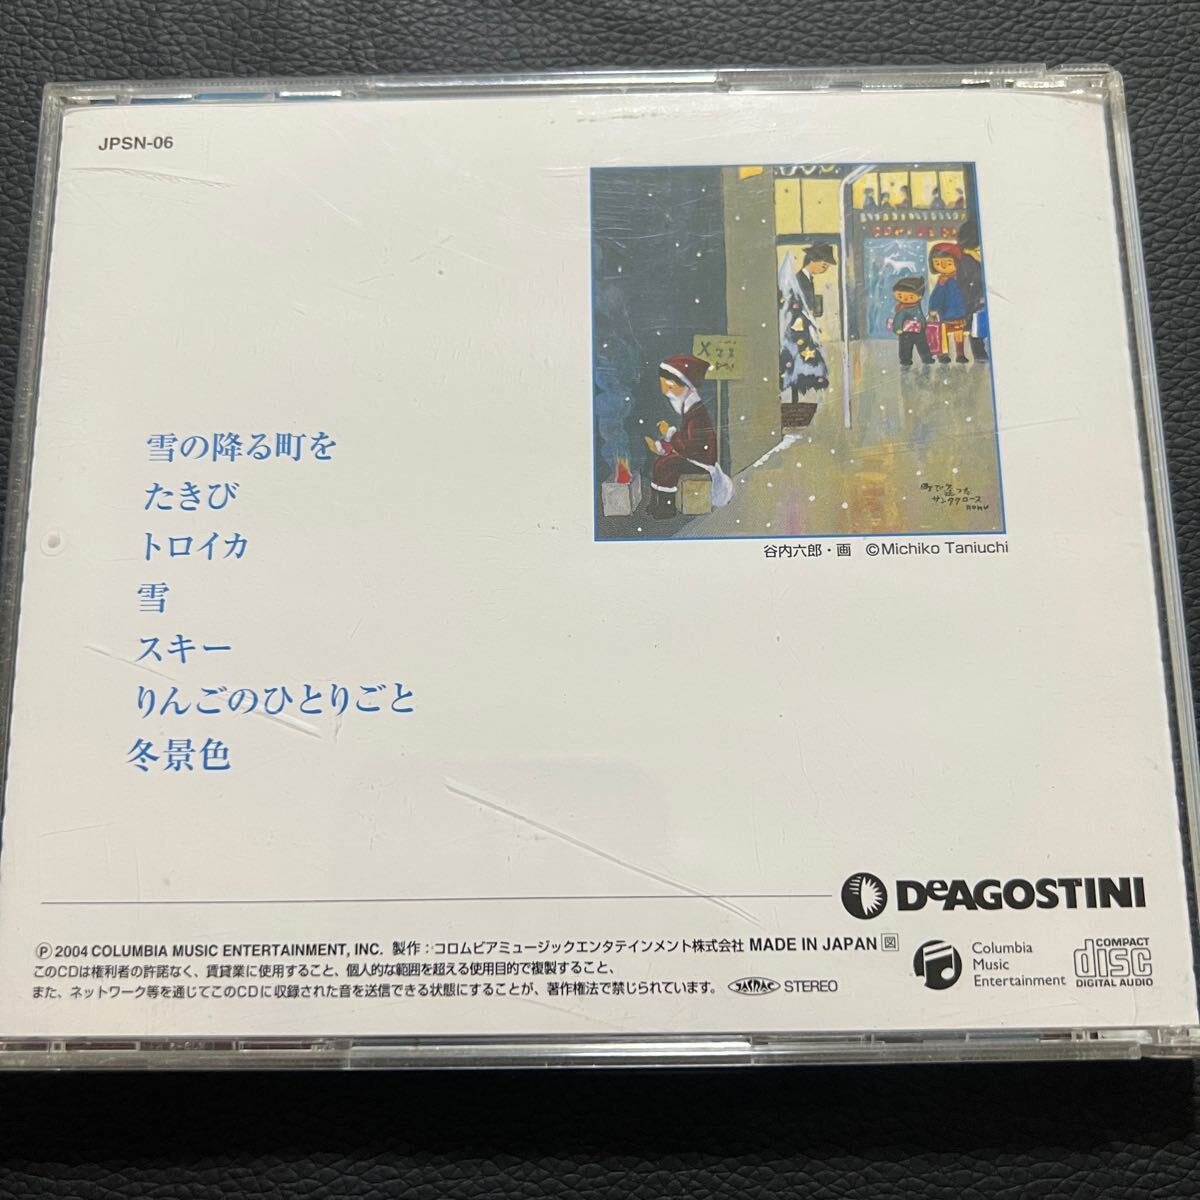 JPSN-06
雪の降る町を
たきび
トロイカ
雪
スキー
りんごのひとりごと
冬景色
サンタクロース
谷内六郎・画 ©Michiko Taniuchi
DeAGOSTINI
Ⓟ 2004 COLUMBIA MUSIC ENTERTAINMENT, INC. 製作：コロムビアミュージックエンタテインメント株式会社 MADE IN JAPAN 図
このCDは権利者の許諾なく、賃貸業に使用すること、個人的な範囲を超える使用目的で複製すること、
また、ネットワーク等を通じてこのCDに収録された音を送信できる状態にすることが、著作権法で禁じられています。 JASRAC STEREO
Columbia
Music
Entertainment
COMPACT
disc
DIGITAL AUDIO